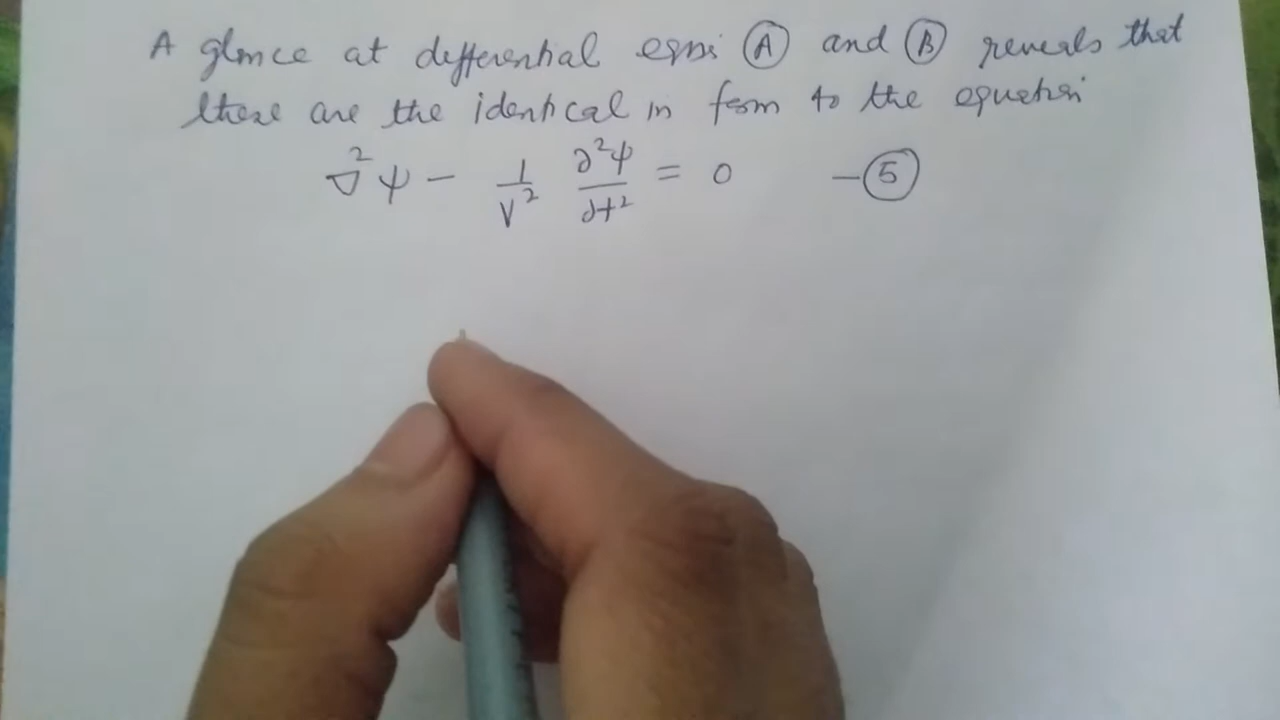 A glance at differential eqns Ⓐ and Ⓑ reveals that
these are the identical in form to the equation
∇²ψ - 1/V² ∂²ψ/∂t² = 0 -⑤